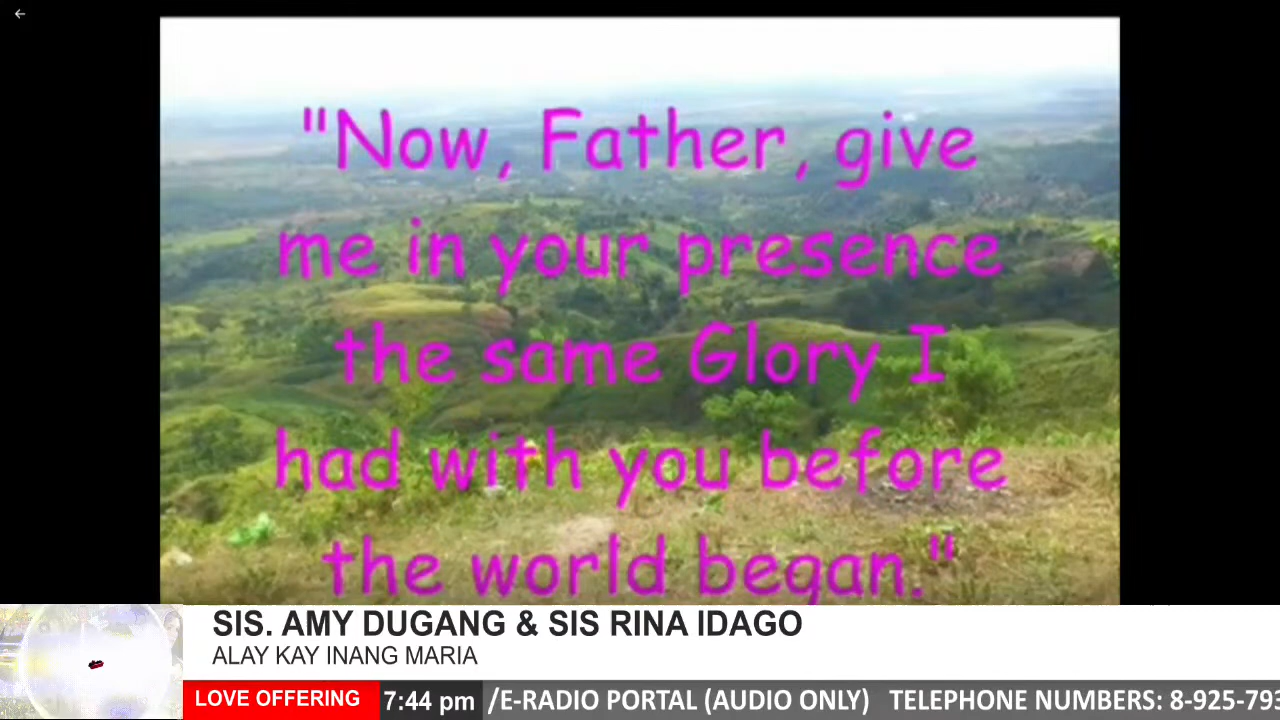 "Now, Father, give
me in your presence
the same Glory I
had with you before
the world began."
SIS. AMY DUGANG & SIS RINA IDAGO
ALAY KAY INANG MARIA
LOVE OFFERING 7:44 pm /E-RADIO PORTAL (AUDIO ONLY) TELEPHONE NUMBERS: 8-925-793